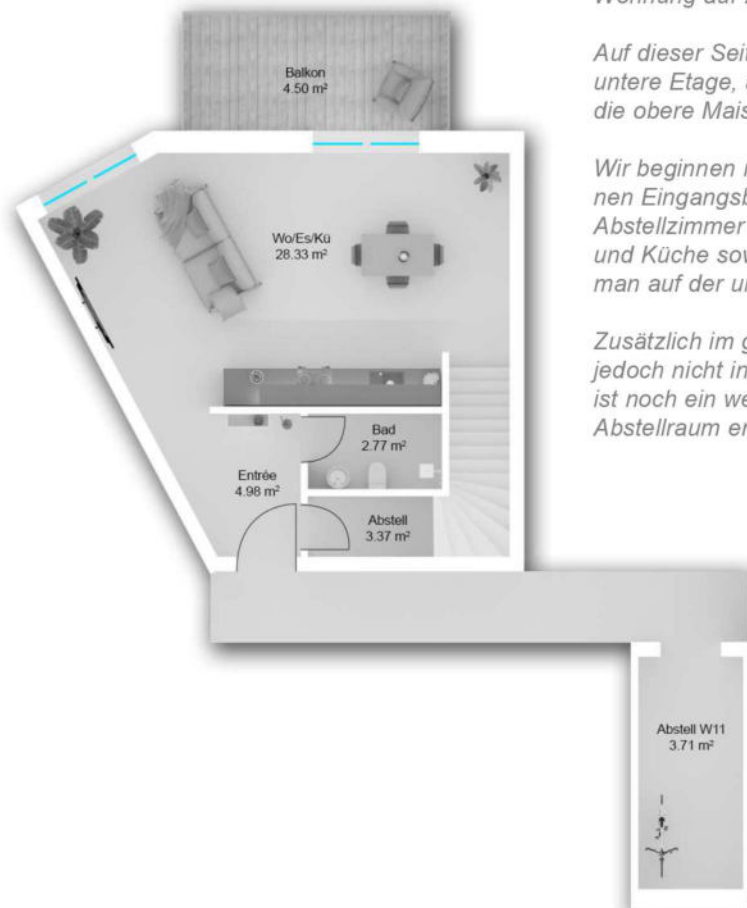 Wohnung auf
Auf dieser Seit
untere Etage,
die obere Mais
Wir beginnen
nen Eingangsb
Abstellzimmer
und Küche sow
man auf der un
Zusätzlich im g
jedoch nicht in
ist noch ein we
Abstellraum er
Balkon
4.50 m²
Wo/Es/Kü
28.33 m²
Bad
2.77 m²
Entrée
4.98 m²
Abstell
3.37 m²
Abstell W11
3.71 m²